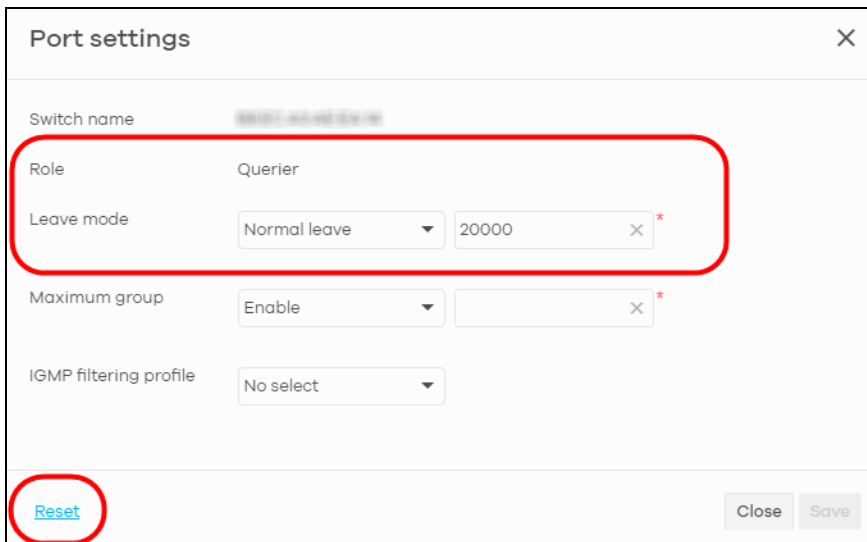 Port settings
Switch name
Role Querier
Leave mode Normal leave 20000 *
Maximum group Enable *
IGMP filtering profile No select
Reset Close Save